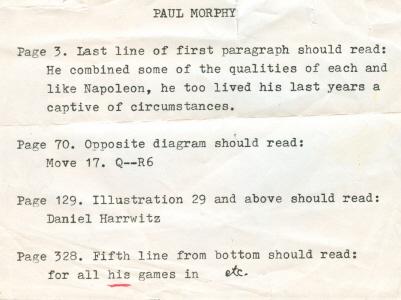 PAUL MORPHY
Page 3. Last line of first paragraph should read:
He combined some of the qualities of each and
like Napoleon, he too lived his last years a
captive of circumstances.
Page 70. Opposite diagram should read:
Move 17. Q--R6
Page 129. Illustration 29 and above should read:
Daniel Harrwitz
Page 328. Fifth line from bottom should read:
for all his games in etc.